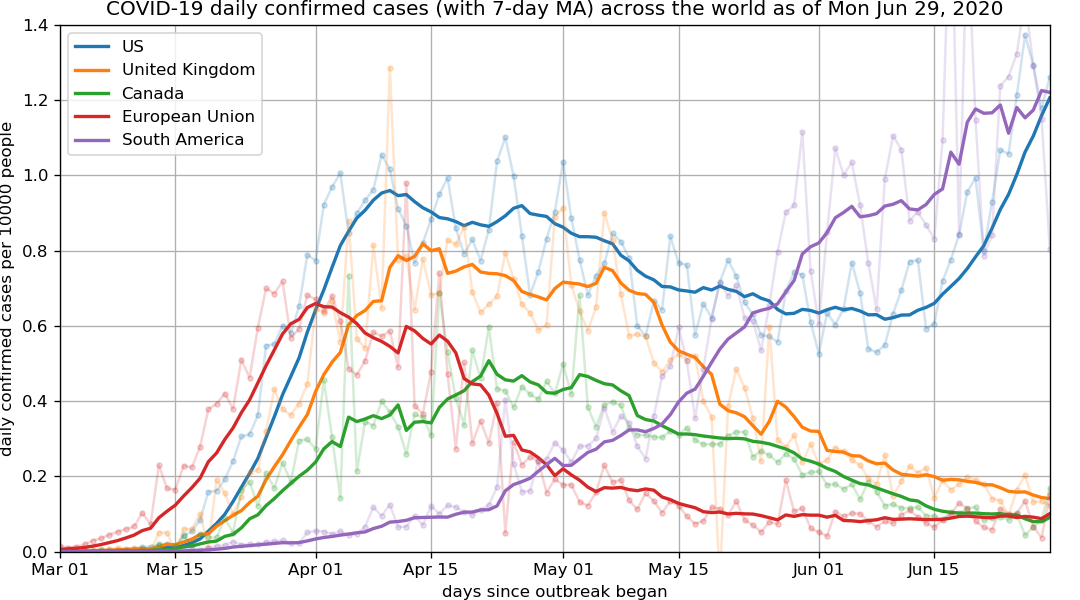 COVID-19 daily confirmed cases (with 7-day MA) across the world as of Mon Jun 29, 2020
1.4
1.2
1.0
0.8
0.6
0.4
0.2
0.0
daily confirmed cases per 10000 people
US
United Kingdom
Canada
European Union
South America
Mar 01
Mar 15
Apr 01
Apr 15
May 01
May 15
Jun 01
Jun 15
days since outbreak began